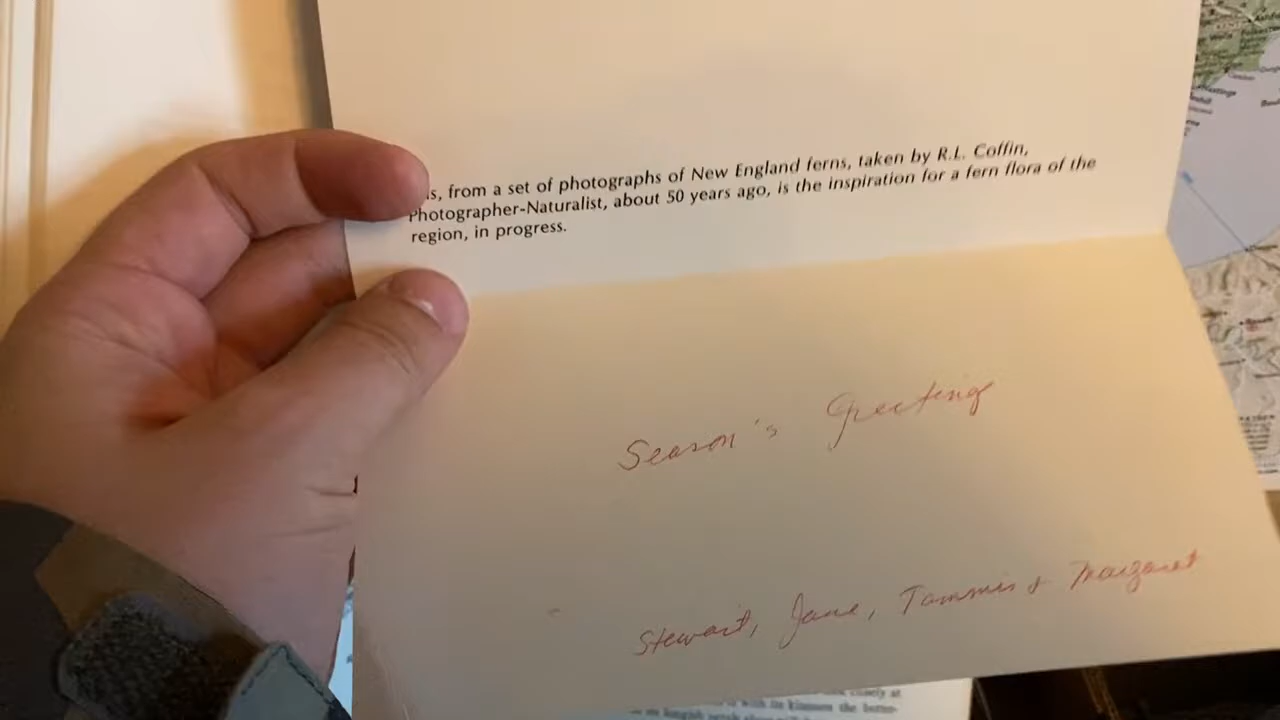 is, from a set of photographs of New England ferns, taken by R.L. Coffin,
Photographer-Naturalist, about 50 years ago, is the inspiration for a fern flora of the
region, in progress.
Season's Greeting
Stewart, Jane, Tammis & Margaret